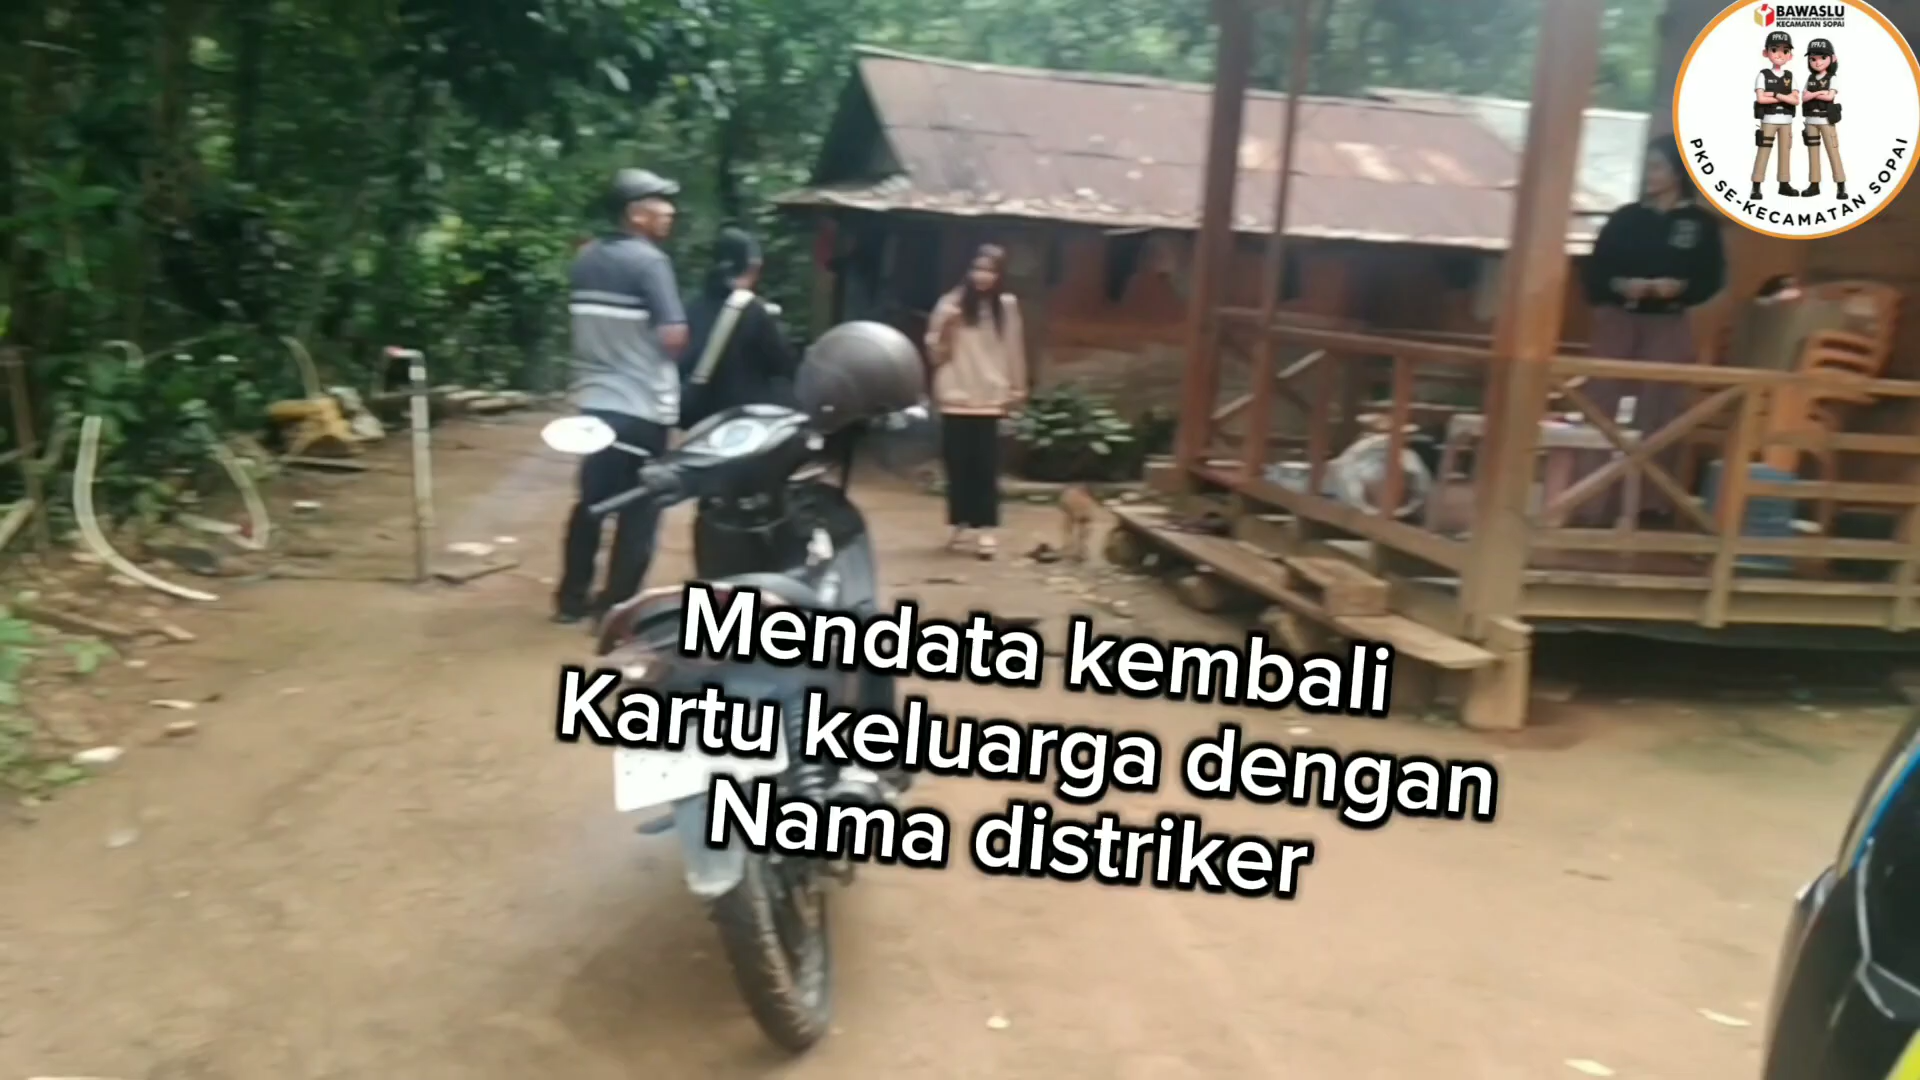 BAWASLU
KECAMATAN SOPAI
PKD SE-KECAMATAN SOPAI
Mendata kembali
Kartu keluarga dengan
Nama distriker